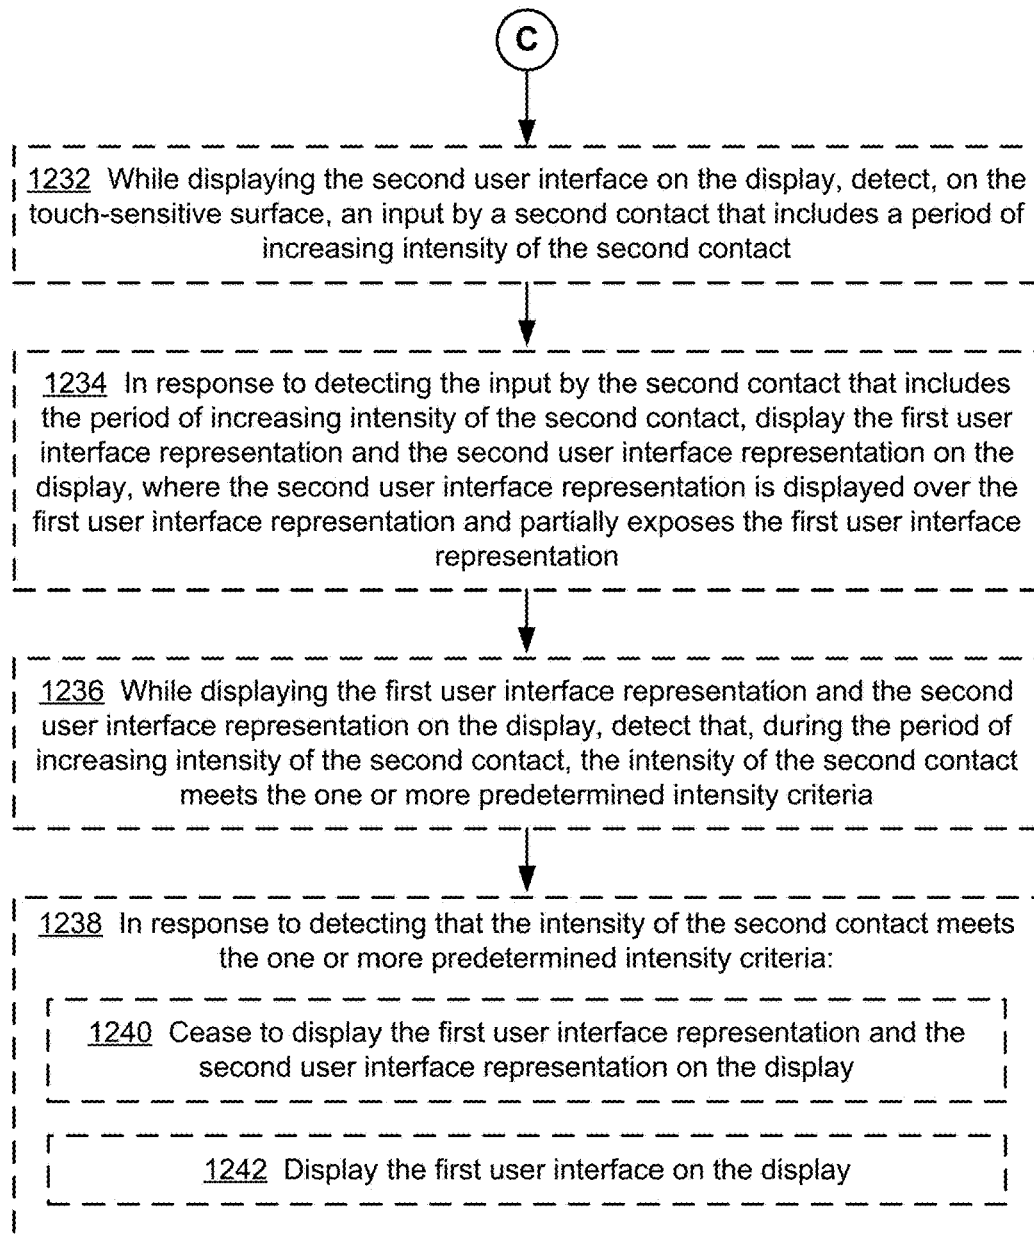 C
1232 While displaying the second user interface on the display, detect, on the
touch-sensitive surface, an input by a second contact that includes a period of
increasing intensity of the second contact
1234 In response to detecting the input by the second contact that includes
the period of increasing intensity of the second contact, display the first user
interface representation and the second user interface representation on the
display, where the second user interface representation is displayed over the
first user interface representation and partially exposes the first user interface
representation
1236 While displaying the first user interface representation and the second
user interface representation on the display, detect that, during the period of
increasing intensity of the second contact, the intensity of the second contact
meets the one or more predetermined intensity criteria
1238 In response to detecting that the intensity of the second contact meets
the one or more predetermined intensity criteria:
1240 Cease to display the first user interface representation and the
second user interface representation on the display
1242 Display the first user interface on the display